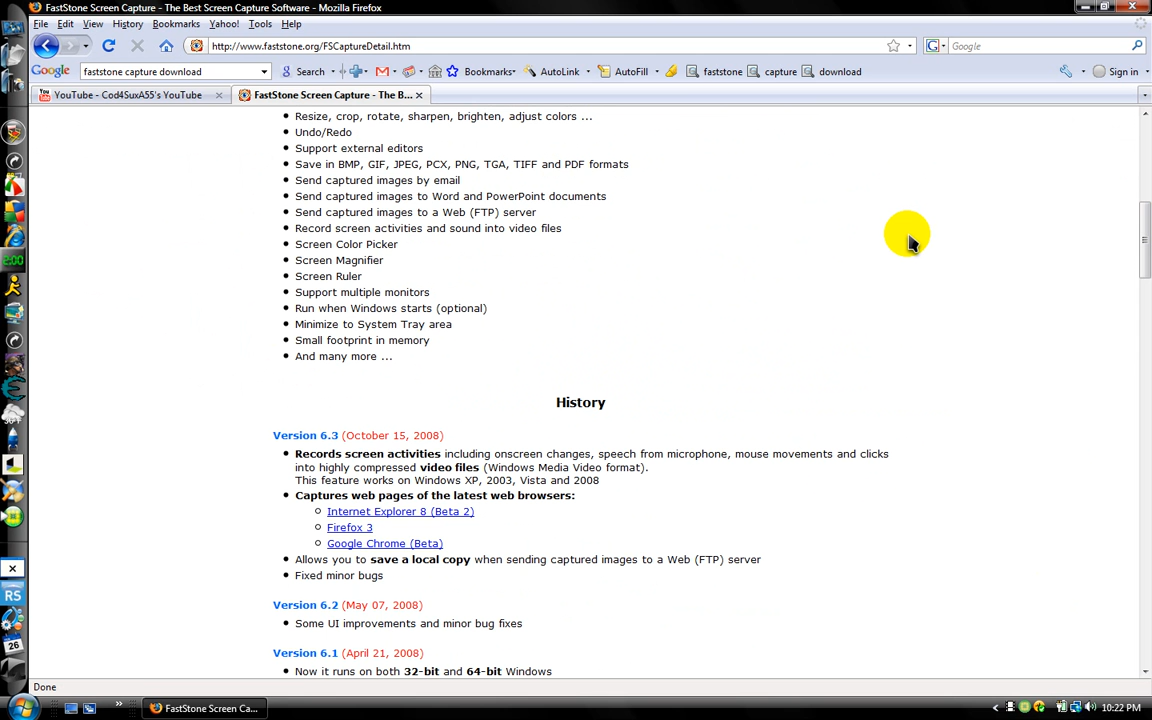 FastStone Screen Capture - The Best Screen Capture Software - Mozilla Firefox
File Edit View History Bookmarks Yahoo! Tools Help
http://www.faststone.org/FSCaptureDetail.htm Google
Google faststone capture download Search Bookmarks AutoLink AutoFill faststone capture download Sign in
YouTube - Cod4SuxA55's YouTube FastStone Screen Capture - The B...
Resize, crop, rotate, sharpen, brighten, adjust colors ...
Undo/Redo
Support external editors
Save in BMP, GIF, JPEG, PCX, PNG, TGA, TIFF and PDF formats
Send captured images by email
Send captured images to Word and PowerPoint documents
Send captured images to a Web (FTP) server
Record screen activities and sound into video files
Screen Color Picker
Screen Magnifier
Screen Ruler
Support multiple monitors
Run when Windows starts (optional)
Minimize to System Tray area
Small footprint in memory
And many more ...
History
Version 6.3 (October 15, 2008)
Records screen activities including onscreen changes, speech from microphone, mouse movements and clicks
into highly compressed video files (Windows Media Video format).
This feature works on Windows XP, 2003, Vista and 2008
Captures web pages of the latest web browsers:
Internet Explorer 8 (Beta 2)
Firefox 3
Google Chrome (Beta)
Allows you to save a local copy when sending captured images to a Web (FTP) server
Fixed minor bugs
Version 6.2 (May 07, 2008)
Some UI improvements and minor bug fixes
Version 6.1 (April 21, 2008)
Now it runs on both 32-bit and 64-bit Windows
2:00
RS
26
Done
FastStone Screen Ca... 10:22 PM